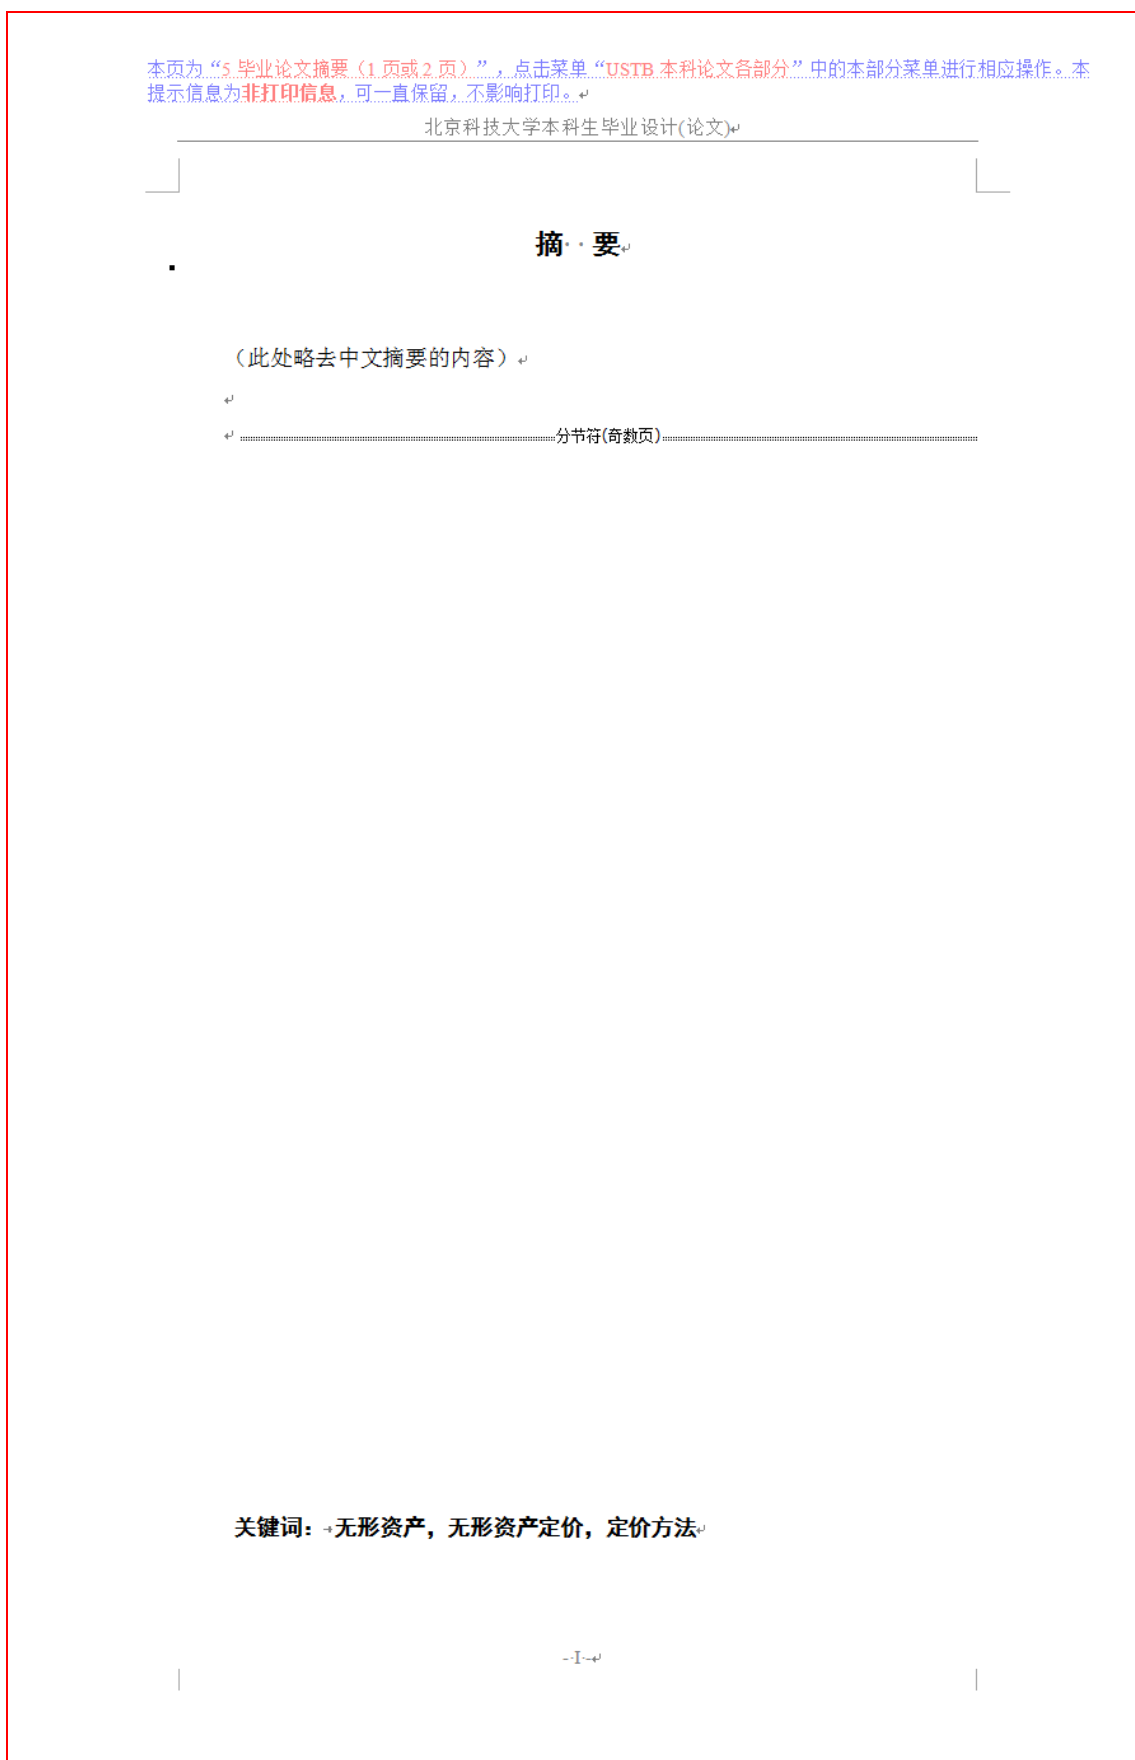 本页为“5 毕业论文摘要（1 页或 2 页）”，点击菜单“USTB 本科论文各部分”中的本部分菜单进行相应操作。本
提示信息为非打印信息，可一直保留，不影响打印。
北京科技大学本科生毕业设计(论文)
摘  要
（此处略去中文摘要的内容）
分节符(奇数页)
关键词： 无形资产，无形资产定价，定价方法
- I -